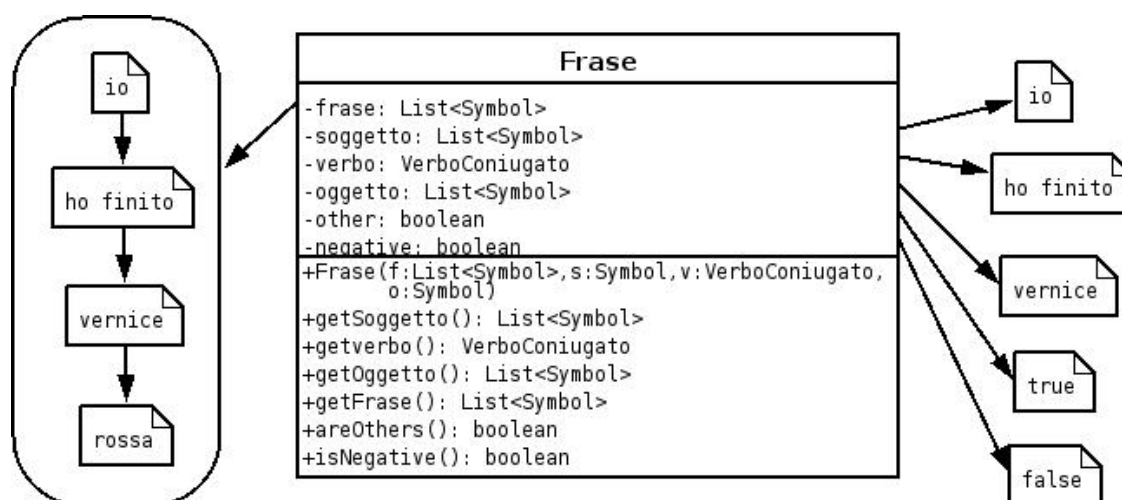 io
ho finito
vernice
rossa
Frase
-frase: List<Symbol>
-soggetto: List<Symbol>
-verbo: VerboConiugato
-oggetto: List<Symbol>
-other: boolean
-negative: boolean
+Frase(f:List<Symbol>,s:Symbol,v:VerboConiugato,
o:Symbol)
+getSoggetto(): List<Symbol>
+getverbo(): VerboConiugato
+getOggetto(): List<Symbol>
+getFrase(): List<Symbol>
+areOthers(): boolean
+isNegative(): boolean
io
ho finito
vernice
true
false